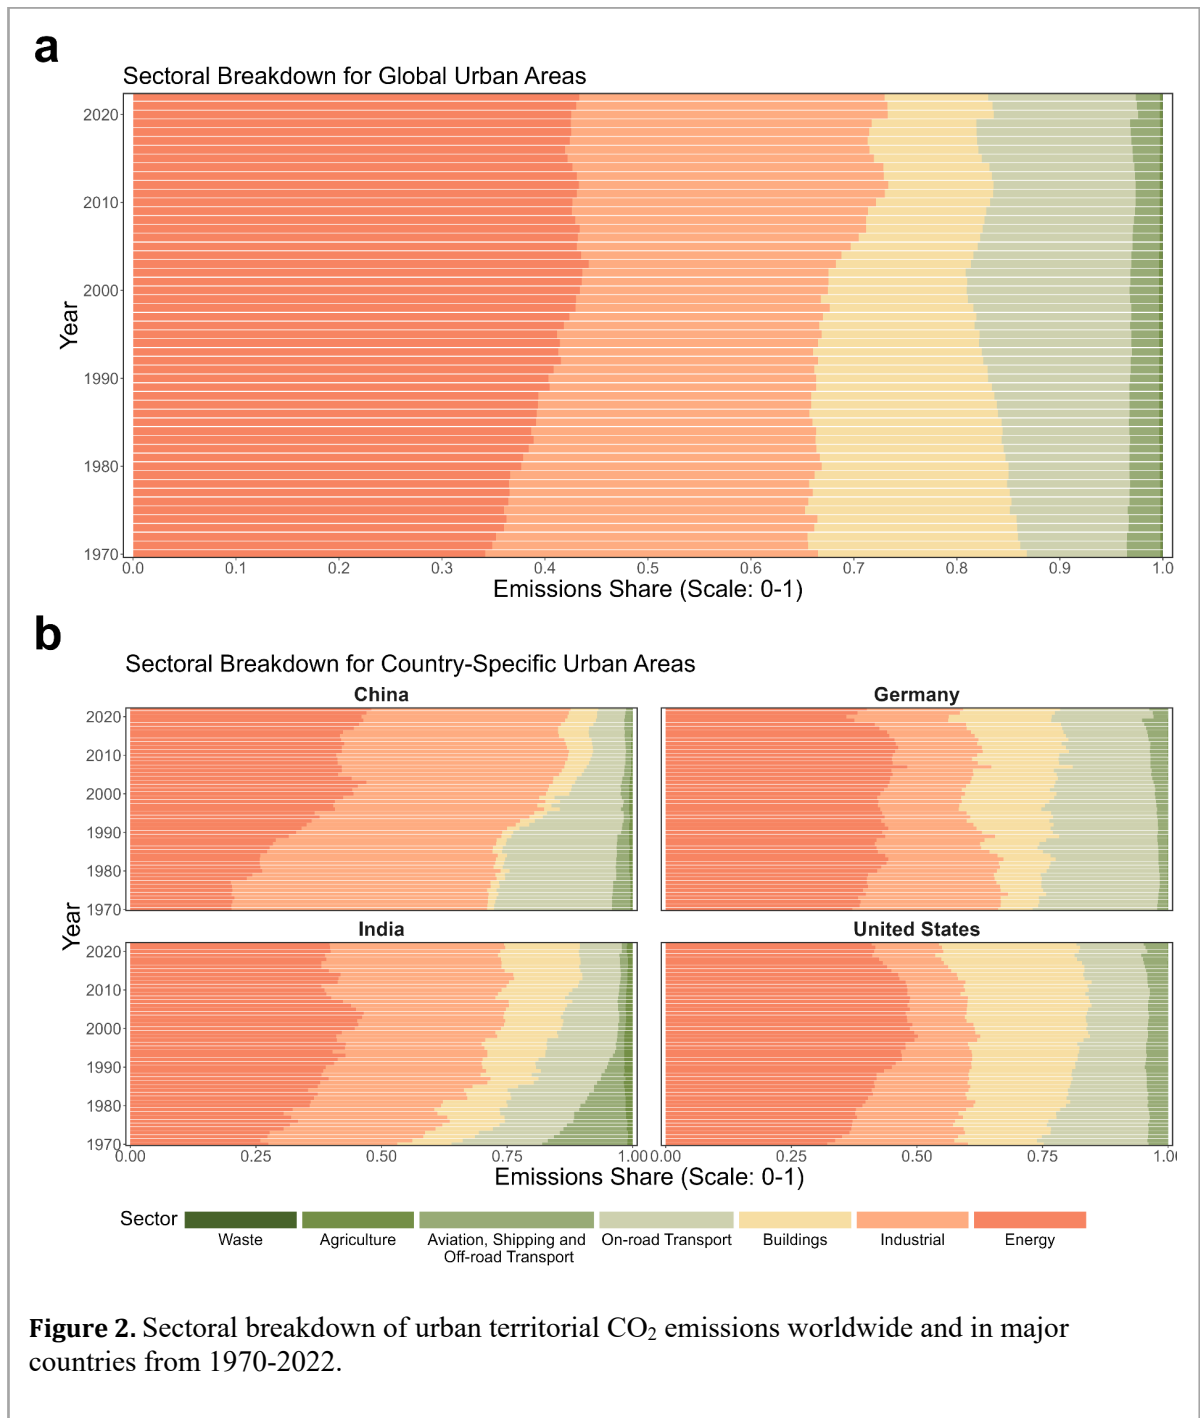 a
Sectoral Breakdown for Global Urban Areas
2020
2010
2000
1990
1980
1970
Year
0.0 0.1 0.2 0.3 0.4 0.5 0.6 0.7 0.8 0.9 1.0
Emissions Share (Scale: 0-1)
b
Sectoral Breakdown for Country-Specific Urban Areas
China Germany
2020
2010
2000
1990
1980
1970
Year
India United States
2020
2010
2000
1990
1980
1970
0.00 0.25 0.50 0.75 1.00 0.00 0.25 0.50 0.75 1.0
Emissions Share (Scale: 0-1)
Sector
Waste Agriculture Aviation, Shipping and On-road Transport Buildings Industrial Energy
Off-road Transport
Figure 2. Sectoral breakdown of urban territorial CO₂ emissions worldwide and in major
countries from 1970-2022.